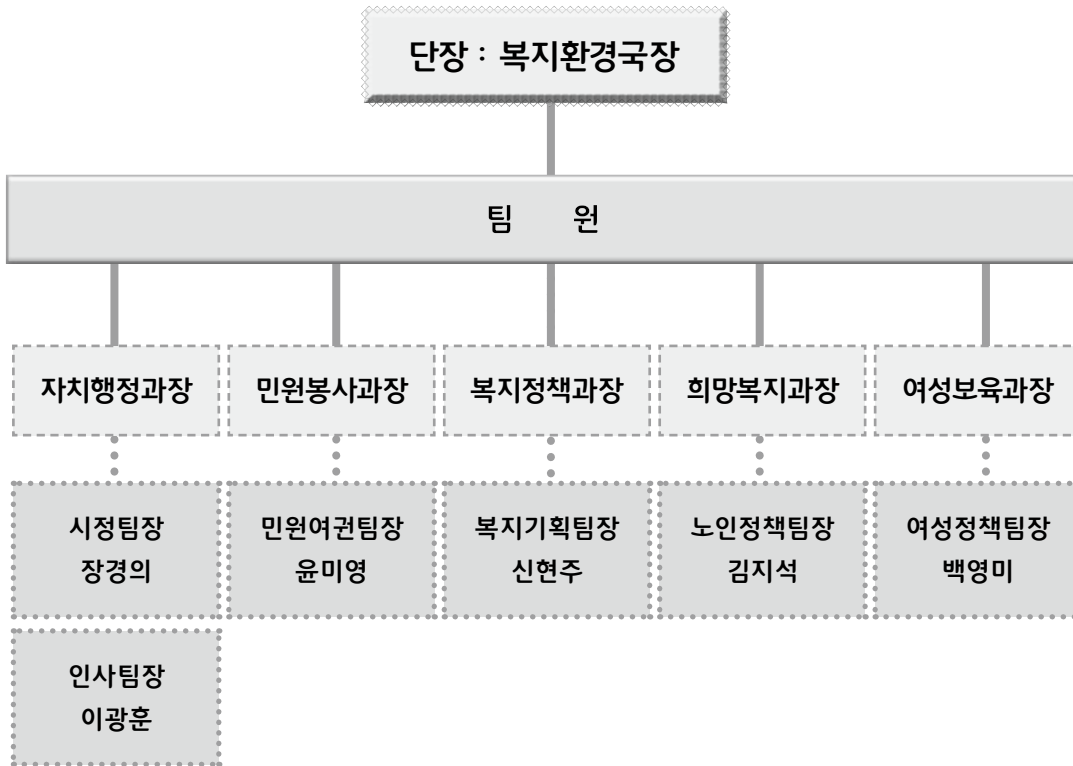 단장 : 복지환경국장
팀 원
자치행정과장
민원봉사과장
복지정책과장
희망복지과장
여성보육과장
시정팀장
장경의
민원여권팀장
윤미영
복지기획팀장
신현주
노인정책팀장
김지석
여성정책팀장
백영미
인사팀장
이광훈